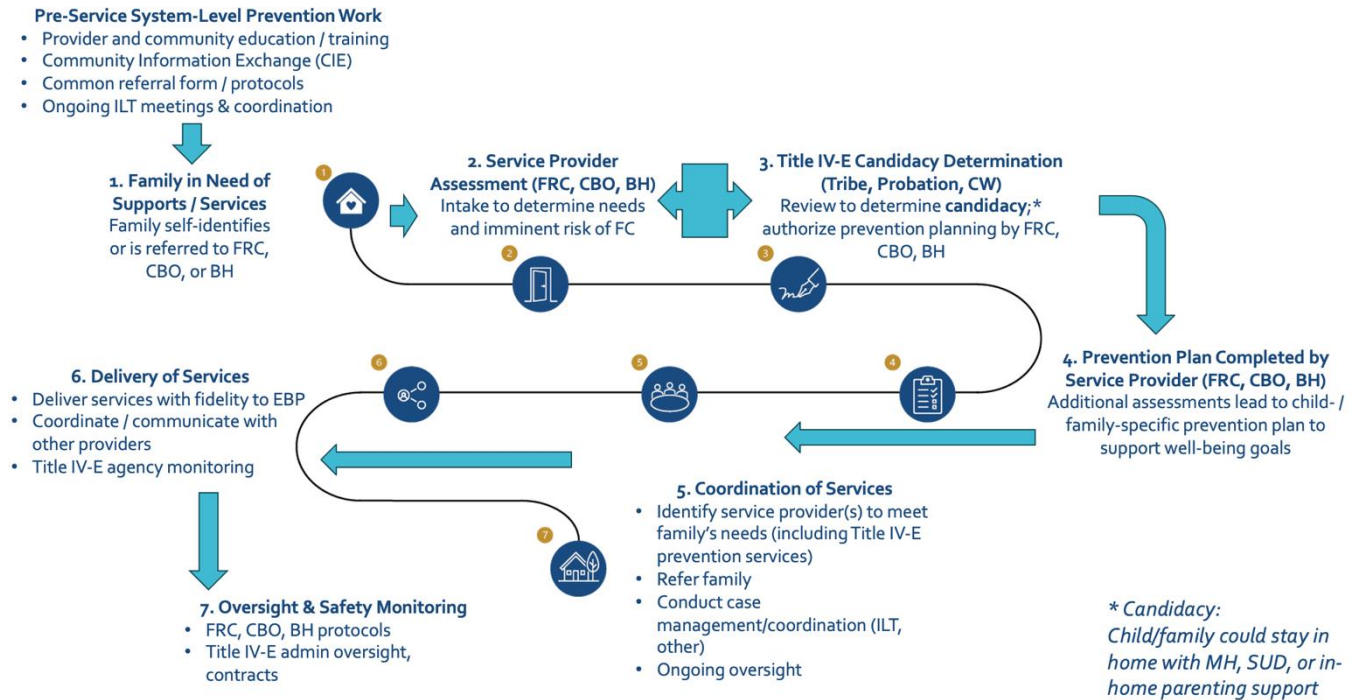 Pre-Service System-Level Prevention Work
• Provider and community education / training
• Community Information Exchange (CIE)
• Common referral form / protocols
• Ongoing ILT meetings & coordination
1. Family in Need of
Supports / Services
Family self-identifies
or is referred to FRC,
CBO, or BH
1
2. Service Provider
Assessment (FRC, CBO, BH)
Intake to determine needs
and imminent risk of FC
2
3. Title IV-E Candidacy Determination
(Tribe, Probation, CW)
Review to determine candidacy;*
authorize prevention planning by FRC,
CBO, BH
3
4. Prevention Plan Completed by
Service Provider (FRC, CBO, BH)
Additional assessments lead to child- /
family-specific prevention plan to
support well-being goals
4
5
6
6. Delivery of Services
• Deliver services with fidelity to EBP
• Coordinate / communicate with
other providers
• Title IV-E agency monitoring
5. Coordination of Services
• Identify service provider(s) to meet
family's needs (including Title IV-E
prevention services)
• Refer family
• Conduct case
management/coordination (ILT,
other)
• Ongoing oversight
7
7. Oversight & Safety Monitoring
• FRC, CBO, BH protocols
• Title IV-E admin oversight,
contracts
* Candidacy:
Child/family could stay in
home with MH, SUD, or in-
home parenting support